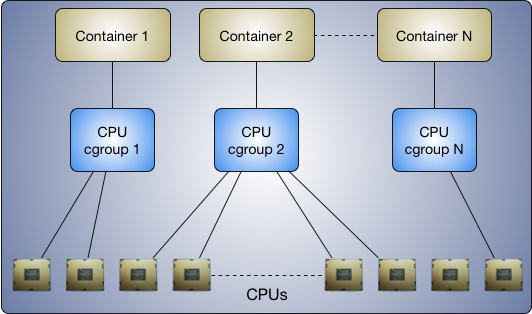 Container 1
Container 2
Container N
CPU
cgroup 1
CPU
cgroup 2
CPU
cgroup N
CPUs